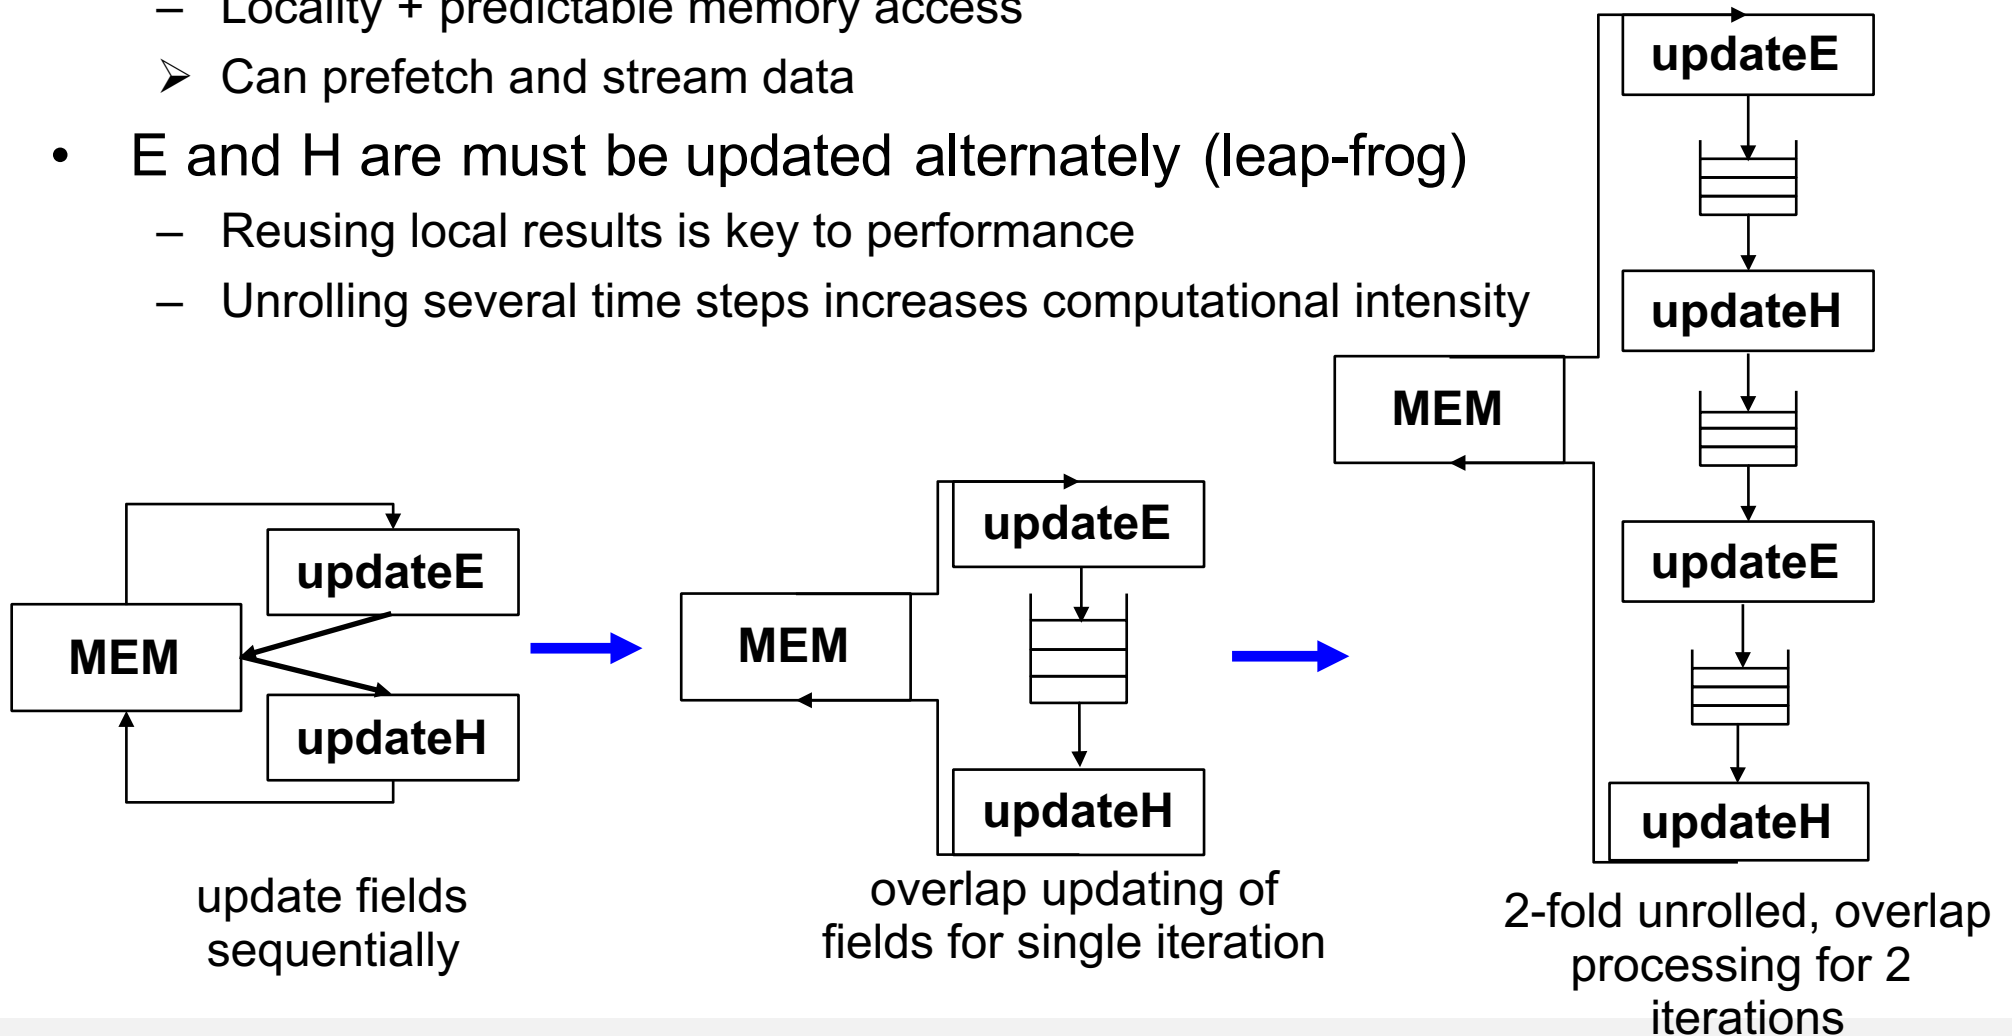 – Locality + predictable memory access
➢ Can prefetch and stream data
• E and H are must be updated alternately (leap-frog)
– Reusing local results is key to performance
– Unrolling several time steps increases computational intensity
MEM
updateE
updateH
update fields
sequentially
MEM
updateE
updateH
overlap updating of
fields for single iteration
MEM
updateE
updateH
updateE
updateH
2-fold unrolled, overlap
processing for 2
iterations